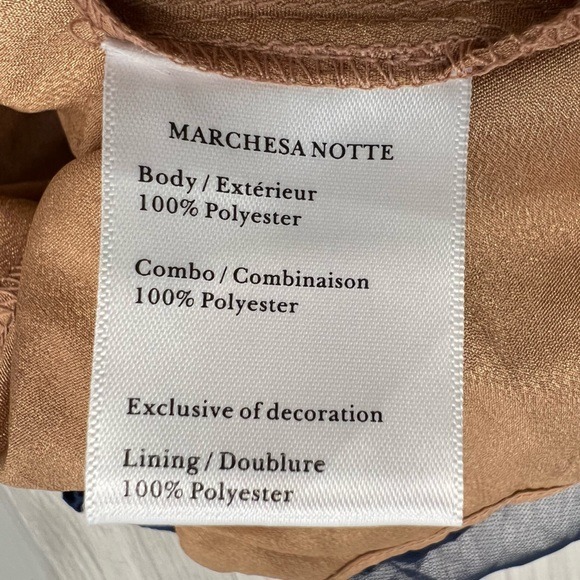 MARCHESA NOTTE
Body / Extérieur
100% Polyester
Combo / Combinaison
100% Polyester
Exclusive of decoration
Lining / Doublure
100% Polyester